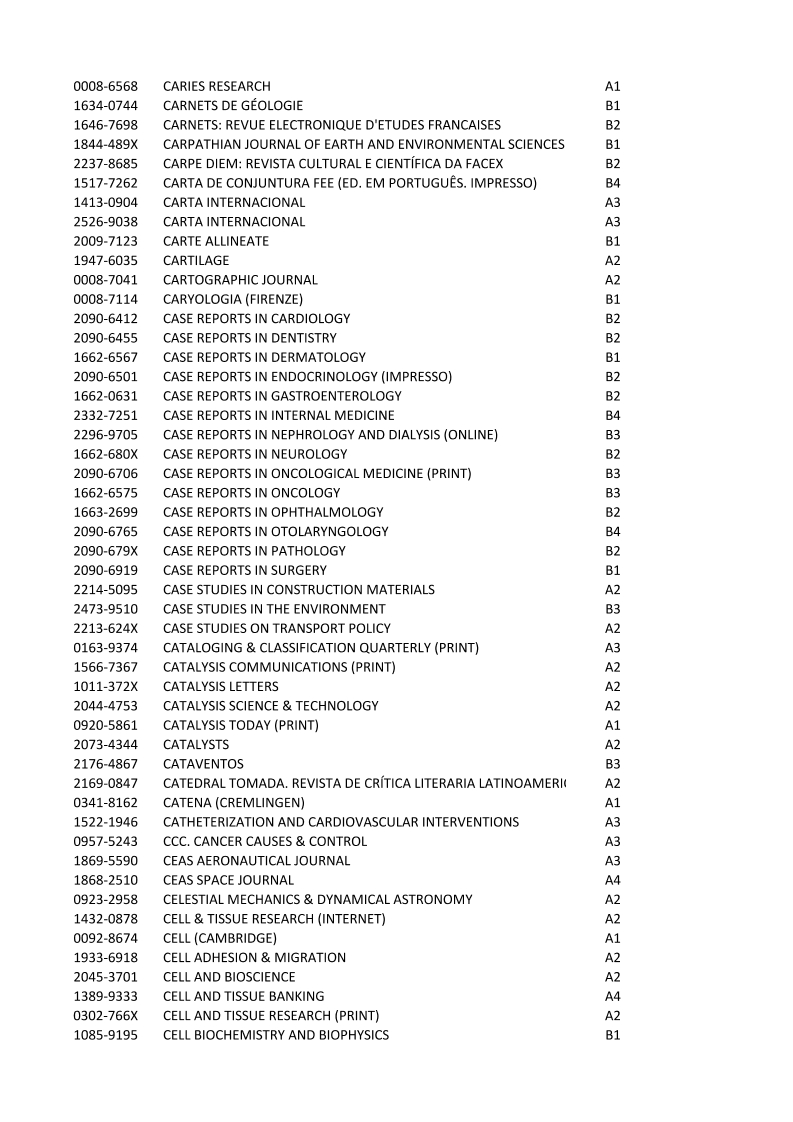 0008-6568 CARIES RESEARCH A1
1634-0744 CARNETS DE GÉOLOGIE B1
1646-7698 CARNETS: REVUE ELECTRONIQUE D'ETUDES FRANCAISES B2
1844-489X CARPATHIAN JOURNAL OF EARTH AND ENVIRONMENTAL SCIENCES B1
2237-8685 CARPE DIEM: REVISTA CULTURAL E CIENTÍFICA DA FACEX B2
1517-7262 CARTA DE CONJUNTURA FEE (ED. EM PORTUGUÊS. IMPRESSO) B4
1413-0904 CARTA INTERNACIONAL A3
2526-9038 CARTA INTERNACIONAL A3
2009-7123 CARTE ALLINEATE B1
1947-6035 CARTILAGE A2
0008-7041 CARTOGRAPHIC JOURNAL A2
0008-7114 CARYOLOGIA (FIRENZE) B1
2090-6412 CASE REPORTS IN CARDIOLOGY B2
2090-6455 CASE REPORTS IN DENTISTRY B2
1662-6567 CASE REPORTS IN DERMATOLOGY B1
2090-6501 CASE REPORTS IN ENDOCRINOLOGY (IMPRESSO) B2
1662-0631 CASE REPORTS IN GASTROENTEROLOGY B2
2332-7251 CASE REPORTS IN INTERNAL MEDICINE B4
2296-9705 CASE REPORTS IN NEPHROLOGY AND DIALYSIS (ONLINE) B3
1662-680X CASE REPORTS IN NEUROLOGY B2
2090-6706 CASE REPORTS IN ONCOLOGICAL MEDICINE (PRINT) B3
1662-6575 CASE REPORTS IN ONCOLOGY B3
1663-2699 CASE REPORTS IN OPHTHALMOLOGY B2
2090-6765 CASE REPORTS IN OTOLARYNGOLOGY B4
2090-679X CASE REPORTS IN PATHOLOGY B2
2090-6919 CASE REPORTS IN SURGERY B1
2214-5095 CASE STUDIES IN CONSTRUCTION MATERIALS A2
2473-9510 CASE STUDIES IN THE ENVIRONMENT B3
2213-624X CASE STUDIES ON TRANSPORT POLICY A2
0163-9374 CATALOGING & CLASSIFICATION QUARTERLY (PRINT) A3
1566-7367 CATALYSIS COMMUNICATIONS (PRINT) A2
1011-372X CATALYSIS LETTERS A2
2044-4753 CATALYSIS SCIENCE & TECHNOLOGY A2
0920-5861 CATALYSIS TODAY (PRINT) A1
2073-4344 CATALYSTS A2
2176-4867 CATAVENTOS B3
2169-0847 CATEDRAL TOMADA. REVISTA DE CRÍTICA LITERARIA LATINOAMERI A2
0341-8162 CATENA (CREMLINGEN) A1
1522-1946 CATHETERIZATION AND CARDIOVASCULAR INTERVENTIONS A3
0957-5243 CCC. CANCER CAUSES & CONTROL A3
1869-5590 CEAS AERONAUTICAL JOURNAL A3
1868-2510 CEAS SPACE JOURNAL A4
0923-2958 CELESTIAL MECHANICS & DYNAMICAL ASTRONOMY A2
1432-0878 CELL & TISSUE RESEARCH (INTERNET) A2
0092-8674 CELL (CAMBRIDGE) A1
1933-6918 CELL ADHESION & MIGRATION A2
2045-3701 CELL AND BIOSCIENCE A2
1389-9333 CELL AND TISSUE BANKING A4
0302-766X CELL AND TISSUE RESEARCH (PRINT) A2
1085-9195 CELL BIOCHEMISTRY AND BIOPHYSICS B1